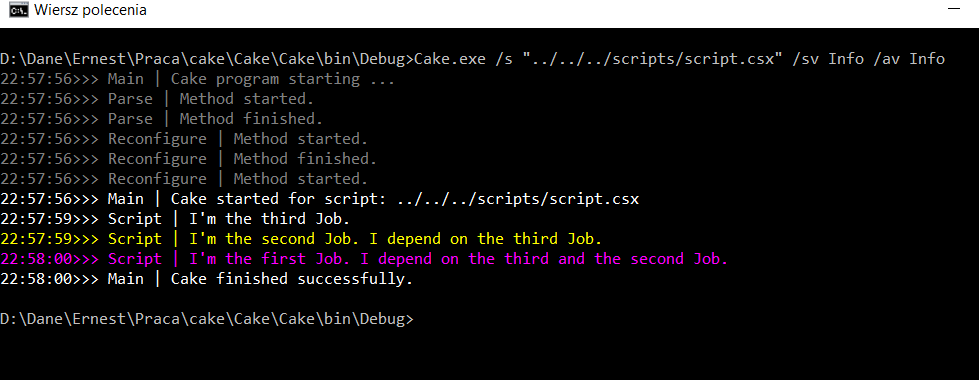 Wiersz polecenia
D:\Dane\Ernest\Praca\cake\Cake\Cake\bin\Debug>Cake.exe /s "../../../scripts/script.csx" /sv Info /av Info
22:57:56>>> Main | Cake program starting ...
22:57:56>>> Parse | Method started.
22:57:56>>> Parse | Method finished.
22:57:56>>> Reconfigure | Method started.
22:57:56>>> Reconfigure | Method finished.
22:57:56>>> Reconfigure | Method started.
22:57:56>>> Main | Cake started for script: ../../../scripts/script.csx
22:57:59>>> Script | I'm the third Job.
22:57:59>>> Script | I'm the second Job. I depend on the third Job.
22:58:00>>> Script | I'm the first Job. I depend on the third and the second Job.
22:58:00>>> Main | Cake finished successfully.
D:\Dane\Ernest\Praca\cake\Cake\Cake\bin\Debug>